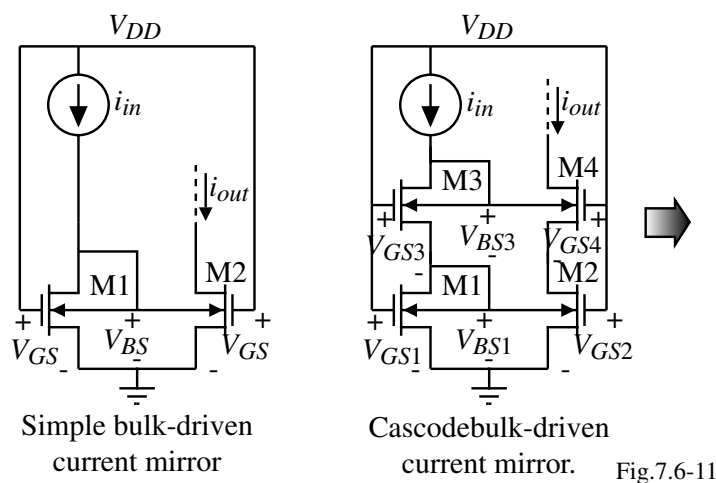 VDD
iin
iout
M1
M2
+
VGS
-
+
VBS
-
+
VGS
-
Simple bulk-driven
current mirror
VDD
iin
iout
M3
M4
+
VGS3
-
+
VBS3
-
+
VGS4
-
M1
M2
+
VGS1
-
+
VBS1
-
+
VGS2
-
Cascodebulk-driven
current mirror.
Fig.7.6-11